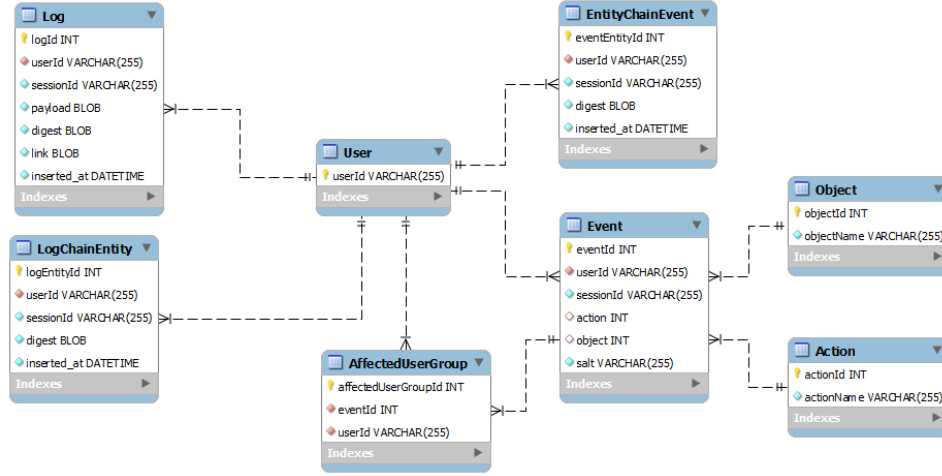 Log
logId INT
userId VARCHAR(255)
sessionId VARCHAR(255)
payload BLOB
digest BLOB
link BLOB
inserted_at DATETIME
Indexes
EntityChainEvent
eventEntityId INT
userId VARCHAR(255)
sessionId VARCHAR(255)
digest BLOB
inserted_at DATETIME
Indexes
User
userId VARCHAR(255)
Indexes
Object
objectId INT
objectName VARCHAR(255)
Indexes
LogChainEntity
logEntityId INT
userId VARCHAR(255)
sessionId VARCHAR(255)
digest BLOB
inserted_at DATETIME
Indexes
Event
eventId INT
userId VARCHAR(255)
sessionId VARCHAR(255)
action INT
object INT
salt VARCHAR(255)
Indexes
AffectedUserGroup
affectedUserGroupId INT
eventId INT
userId VARCHAR(255)
Indexes
Action
actionId INT
actionName VARCHAR(255)
Indexes